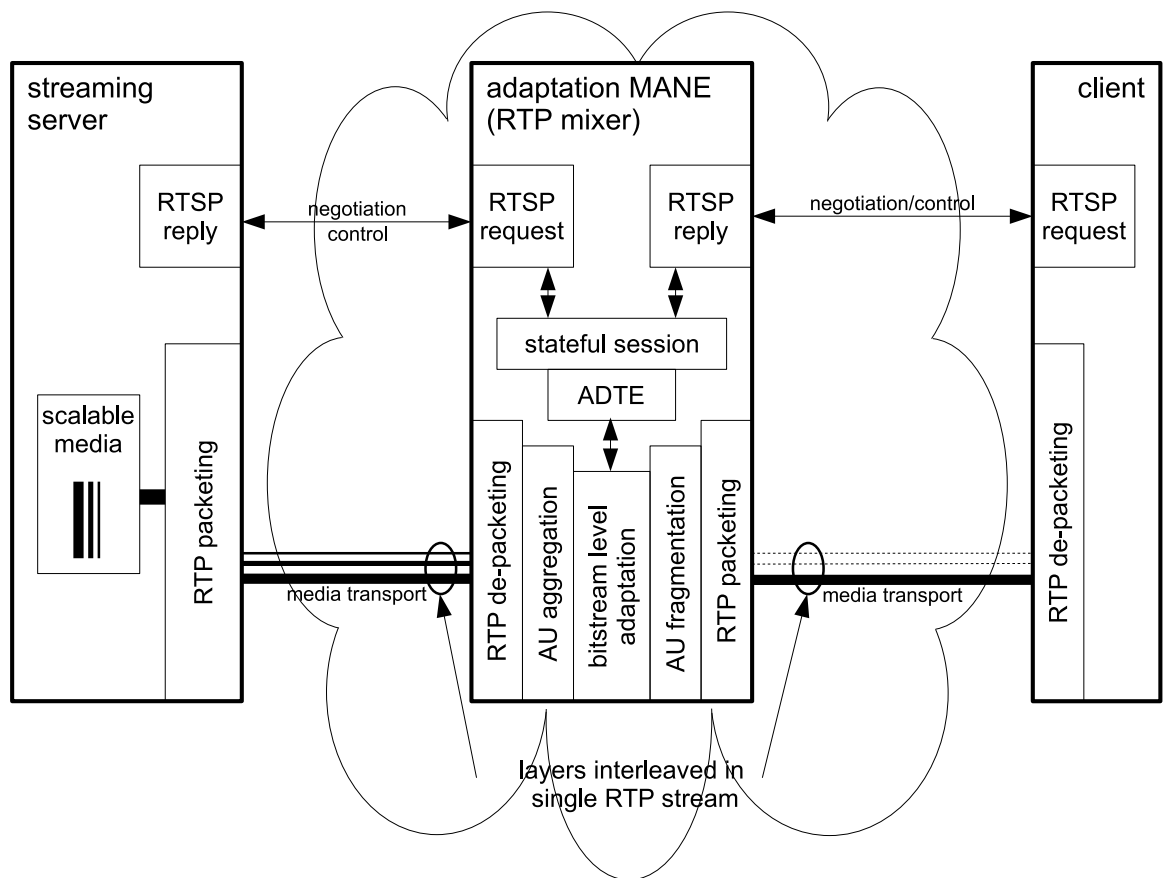 streaming
server
adaptation MANE
(RTP mixer)
client
RTSP
reply
negotiation
control
RTSP
request
RTSP
reply
negotiation/control
RTSP
request
stateful session
ADTE
scalable
media
RTP packeting
media transport
RTP de-packeting
AU aggregation
bitstream level
adaptation
AU fragmentation
RTP packeting
media transport
RTP de-packeting
layers interleaved in
single RTP stream